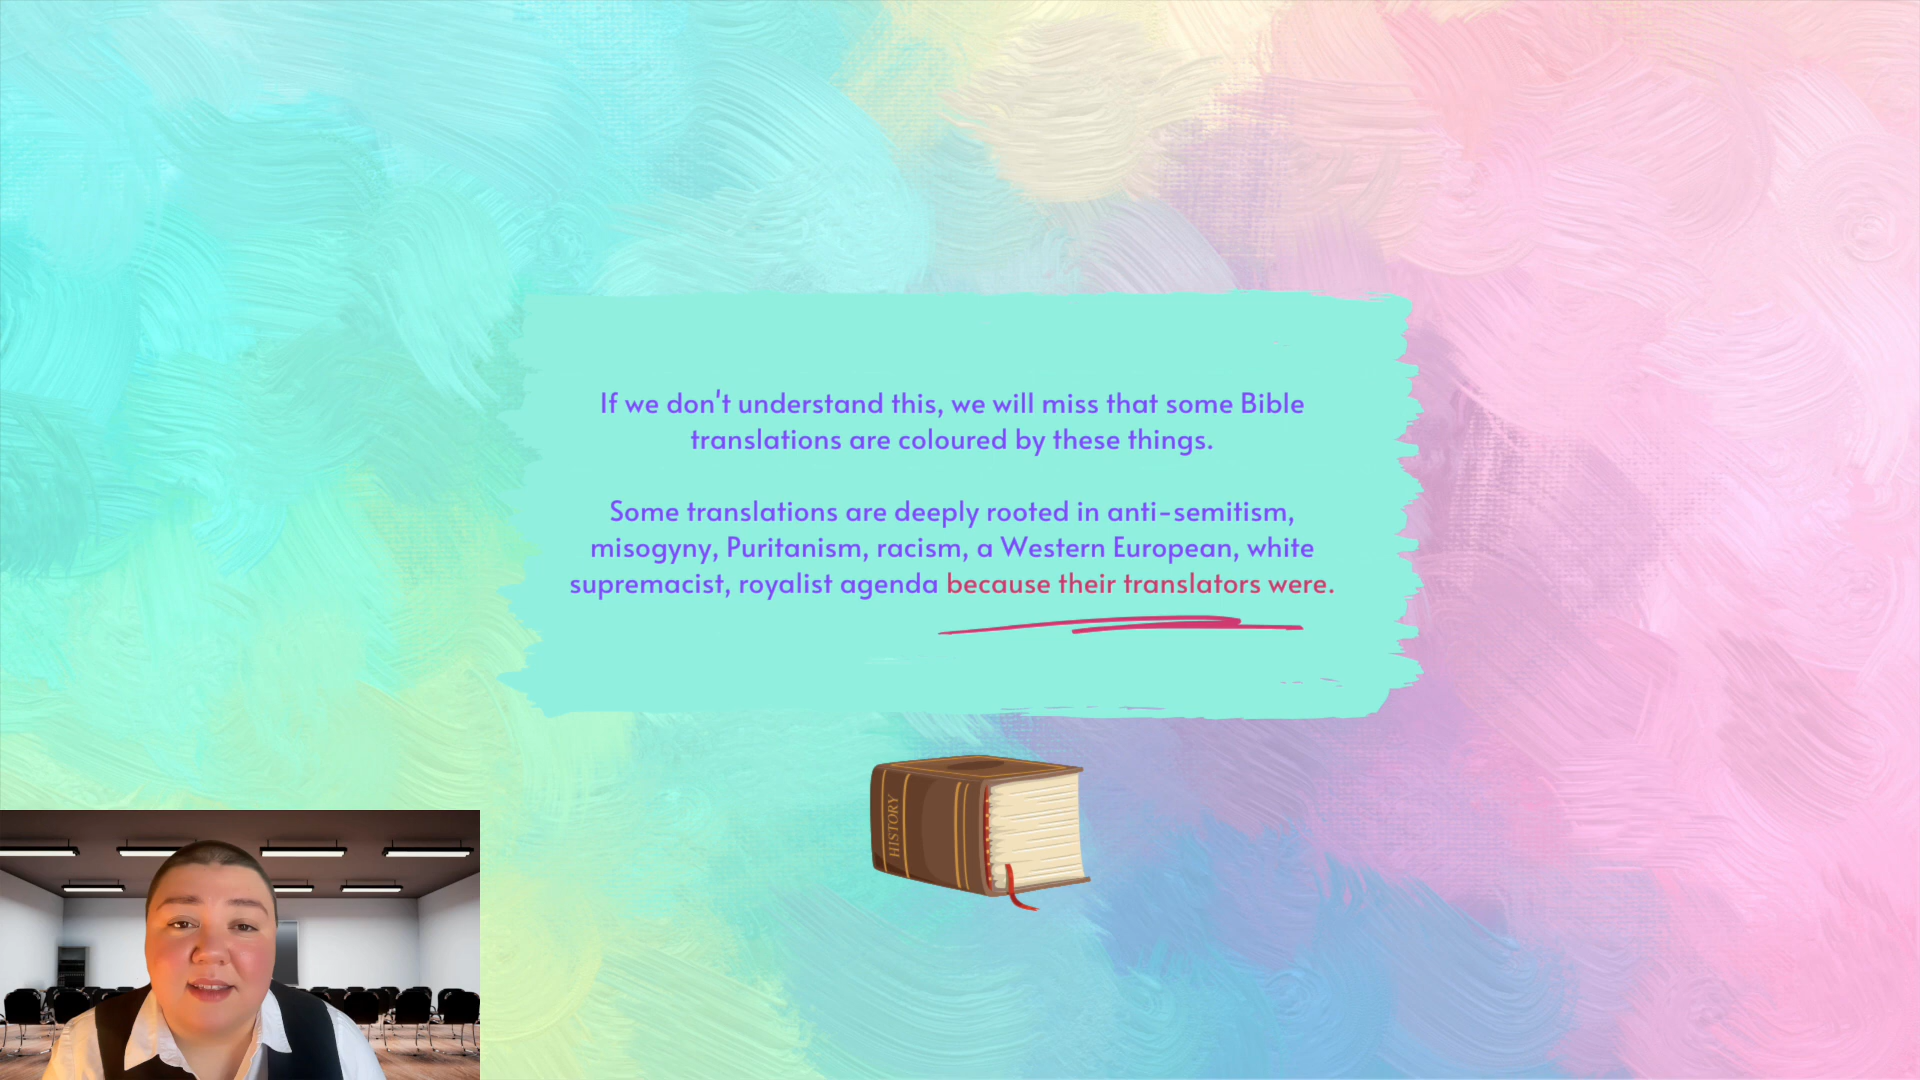 If we don't understand this, we will miss that some Bible
translations are coloured by these things.
Some translations are deeply rooted in anti-semitism,
misogyny, Puritanism, racism, a Western European, white
supremacist, royalist agenda because their translators were.
HISTORY